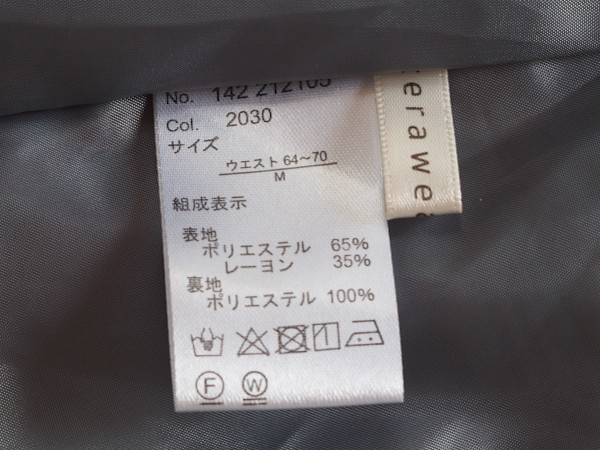 No. 142 212105
Col. 2030
サイズ
ウエスト 64～70
M
組成表示
表地
ポリエステル 65%
レーヨン 35%
裏地
ポリエステル 100%
F W
erawe